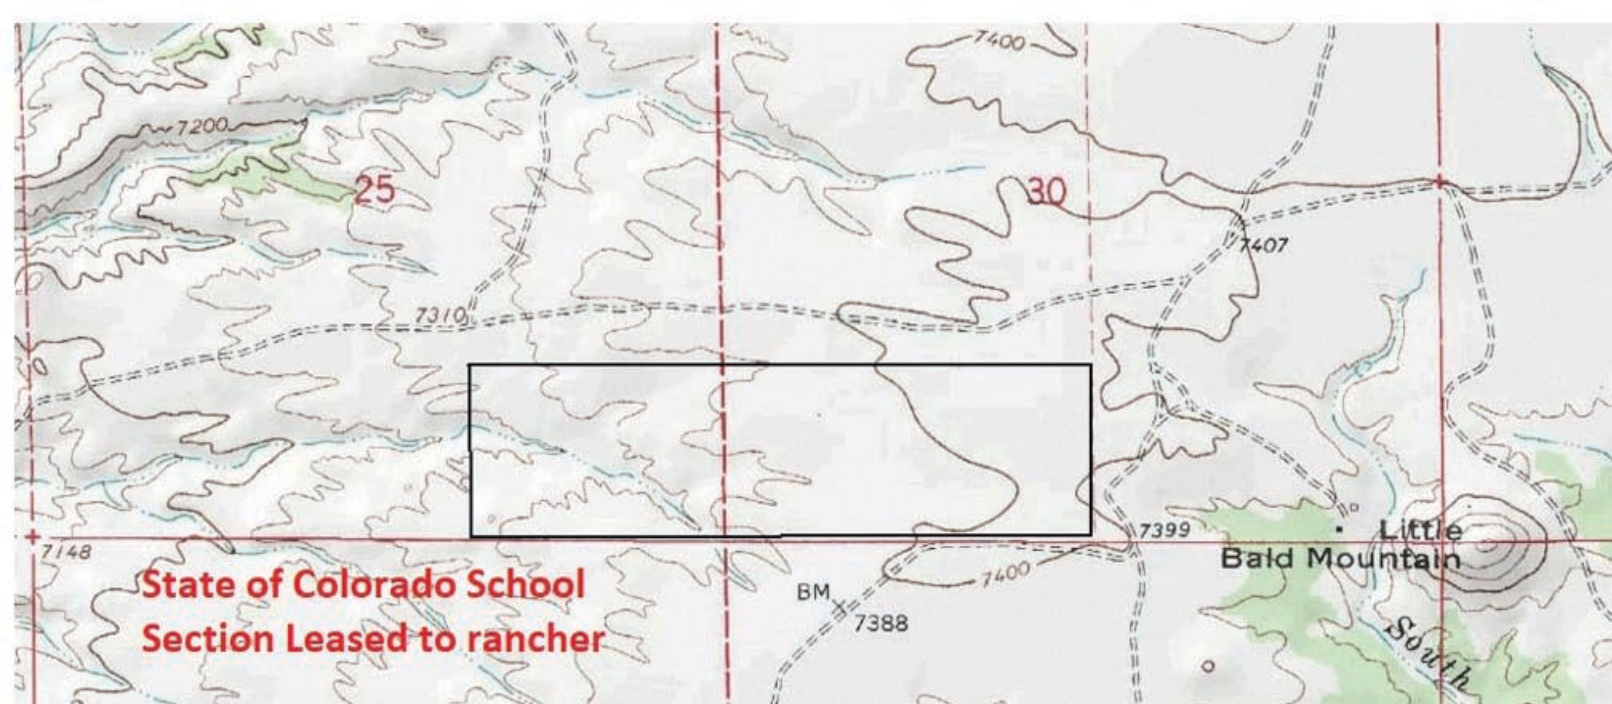 7400
7200
25
30
7407
7310
7399
Little
Bald Mountain
7148
State of Colorado School
Section Leased to rancher
7400
BM
7388
South